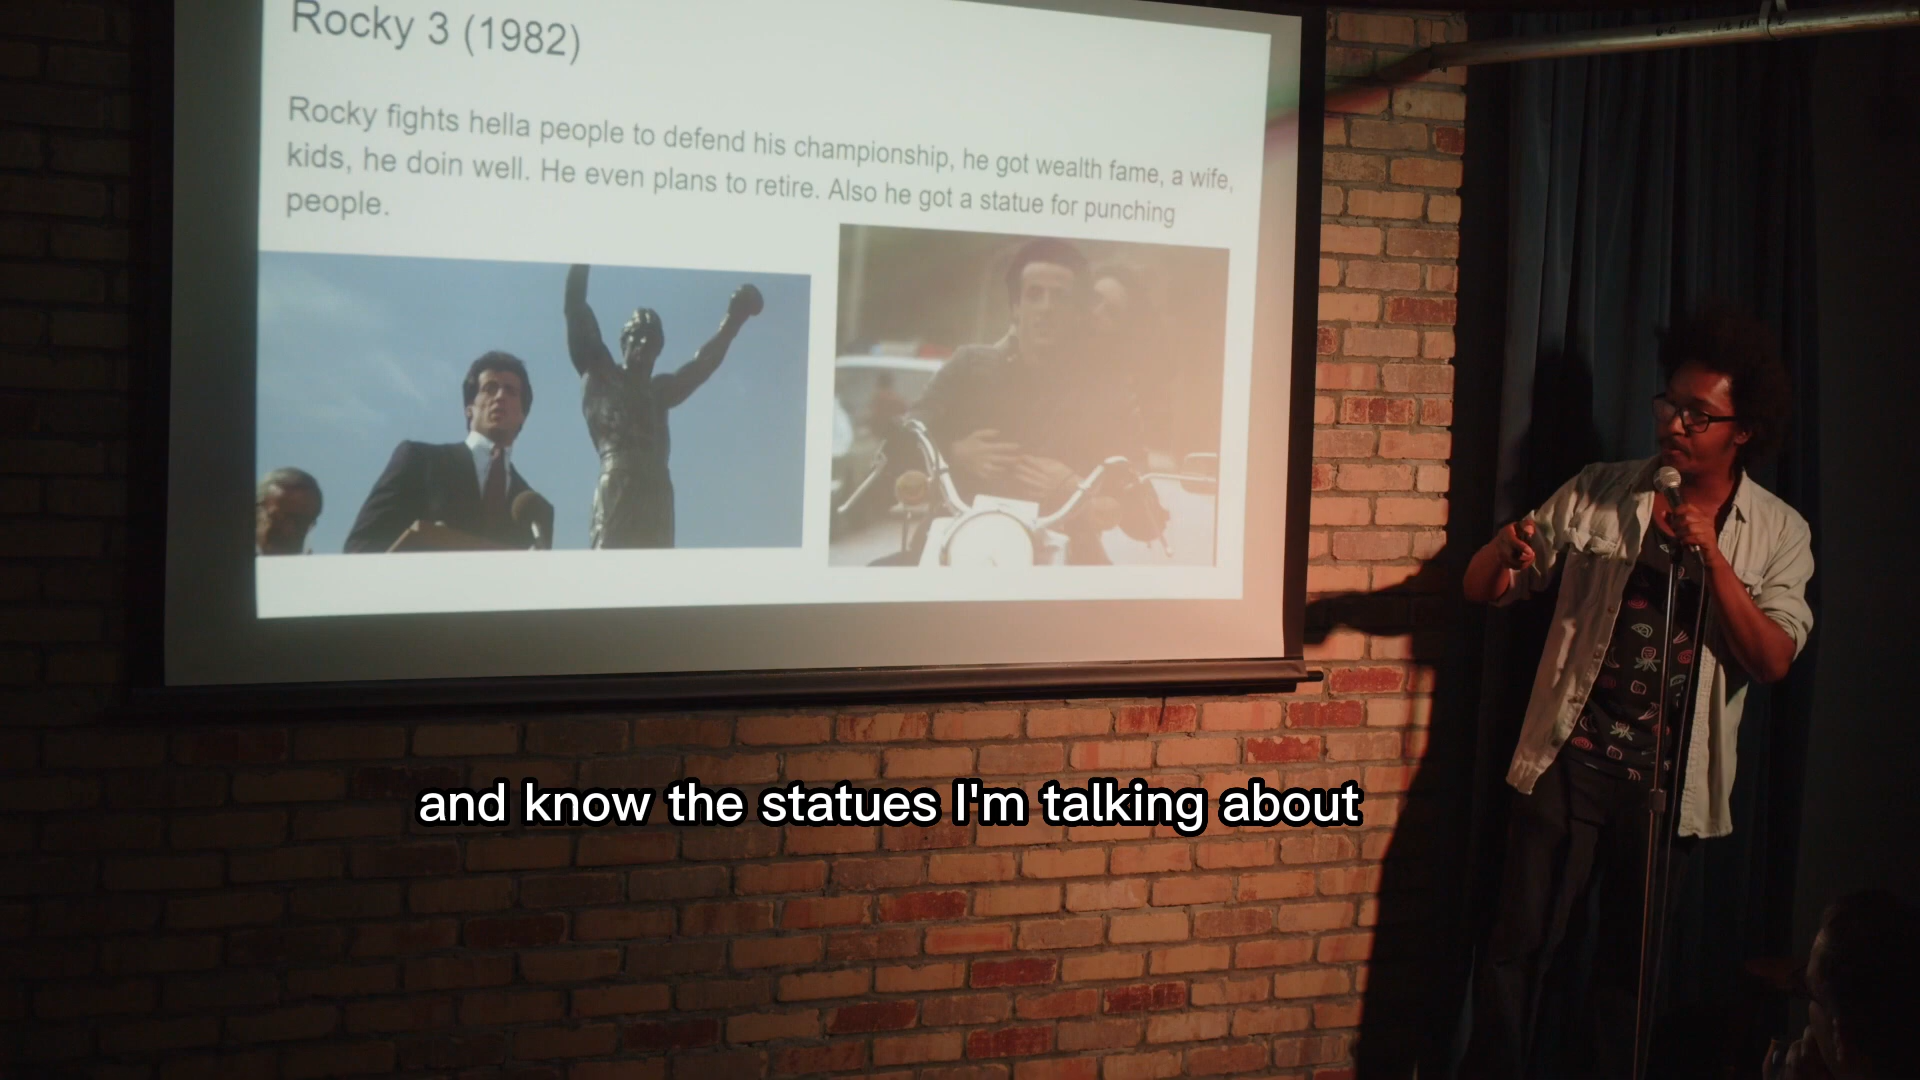 Rocky 3 (1982)
Rocky fights hella people to defend his championship, he got wealth fame, a wife,
kids, he doin well. He even plans to retire. Also he got a statue for punching
people.
and know the statues I'm talking about